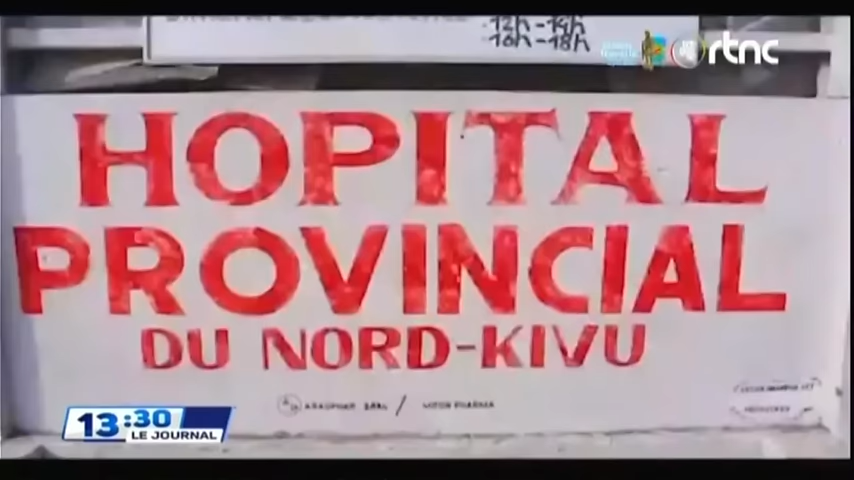 12h-14h
16h-18h
rtnc
HOPITAL
PROVINCIAL
DU NORD-KIVU
13:30
LE JOURNAL